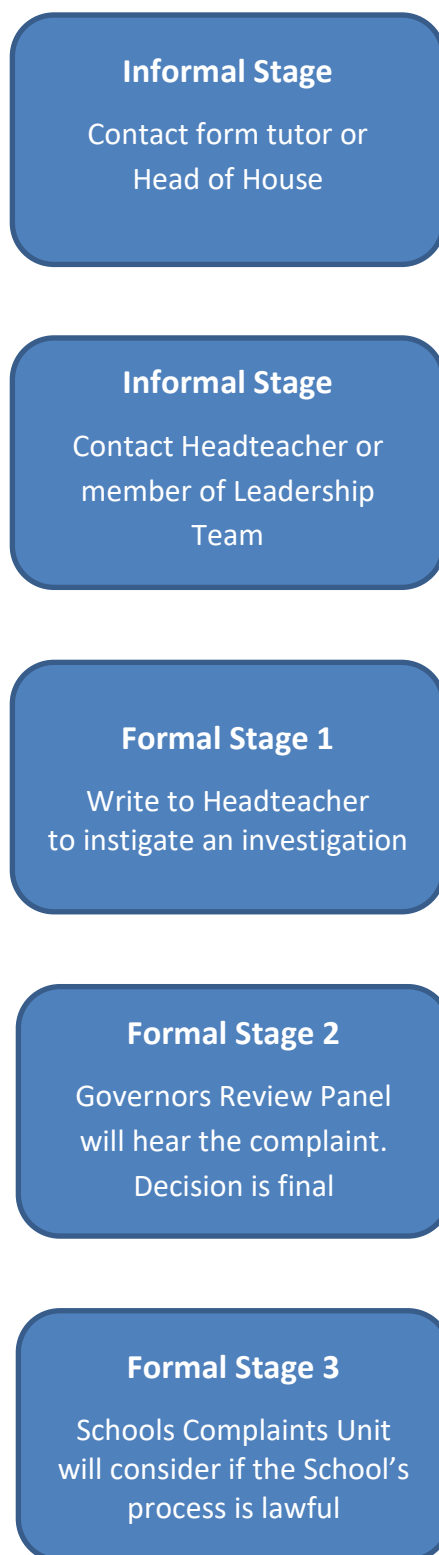 Informal Stage
Contact form tutor or
Head of House
Informal Stage
Contact Headteacher or
member of Leadership
Team
Formal Stage 1
Write to Headteacher
to instigate an investigation
Formal Stage 2
Governors Review Panel
will hear the complaint.
Decision is final
Formal Stage 3
Schools Complaints Unit
will consider if the School’s
process is lawful